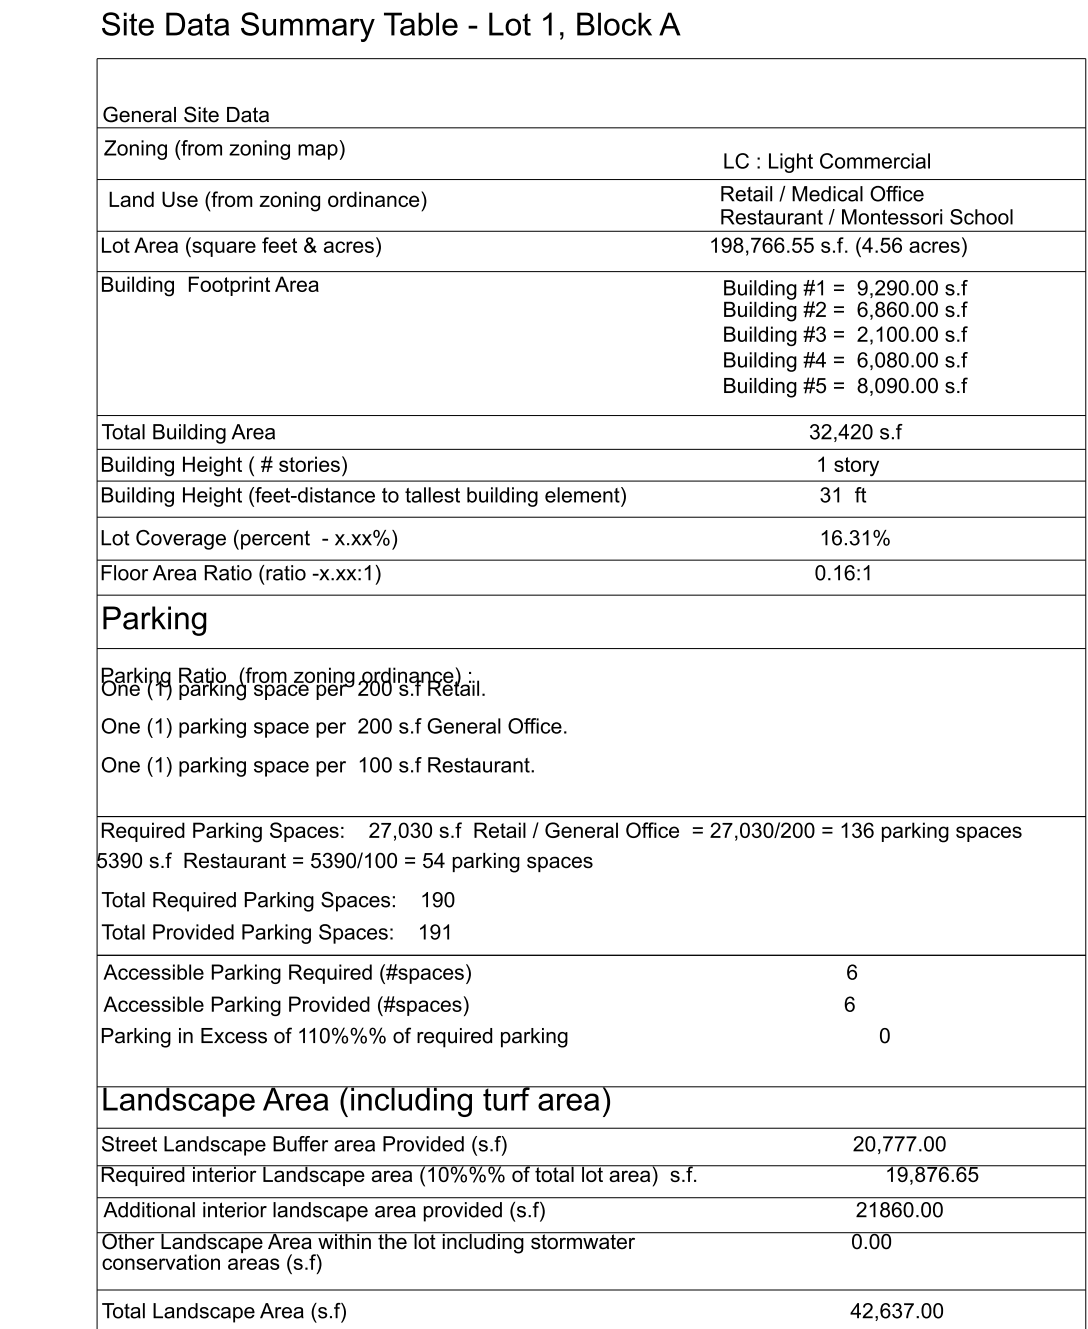 Site Data Summary Table - Lot 1, Block A
General Site Data
Zoning (from zoning map) LC : Light Commercial
Land Use (from zoning ordinance) Retail / Medical Office
Restaurant / Montessori School
Lot Area (square feet & acres) 198,766.55 s.f. (4.56 acres)
Building Footprint Area Building #1 = 9,290.00 s.f
Building #2 = 6,860.00 s.f
Building #3 = 2,100.00 s.f
Building #4 = 6,080.00 s.f
Building #5 = 8,090.00 s.f
Total Building Area 32,420 s.f
Building Height ( # stories) 1 story
Building Height (feet-distance to tallest building element) 31 ft
Lot Coverage (percent - x.xx%) 16.31%
Floor Area Ratio (ratio -x.xx:1) 0.16:1
Parking
Parking Ratio (from zoning ordinance) :
One (1) parking space per 200 s.f Retail.
One (1) parking space per 200 s.f General Office.
One (1) parking space per 100 s.f Restaurant.
Required Parking Spaces: 27,030 s.f Retail / General Office = 27,030/200 = 136 parking spaces
5390 s.f Restaurant = 5390/100 = 54 parking spaces
Total Required Parking Spaces: 190
Total Provided Parking Spaces: 191
Accessible Parking Required (#spaces) 6
Accessible Parking Provided (#spaces) 6
Parking in Excess of 110%%% of required parking 0
Landscape Area (including turf area)
Street Landscape Buffer area Provided (s.f) 20,777.00
Required interior Landscape area (10%%% of total lot area) s.f. 19,876.65
Additional interior landscape area provided (s.f) 21860.00
Other Landscape Area within the lot including stormwater 0.00
conservation areas (s.f)
Total Landscape Area (s.f) 42,637.00